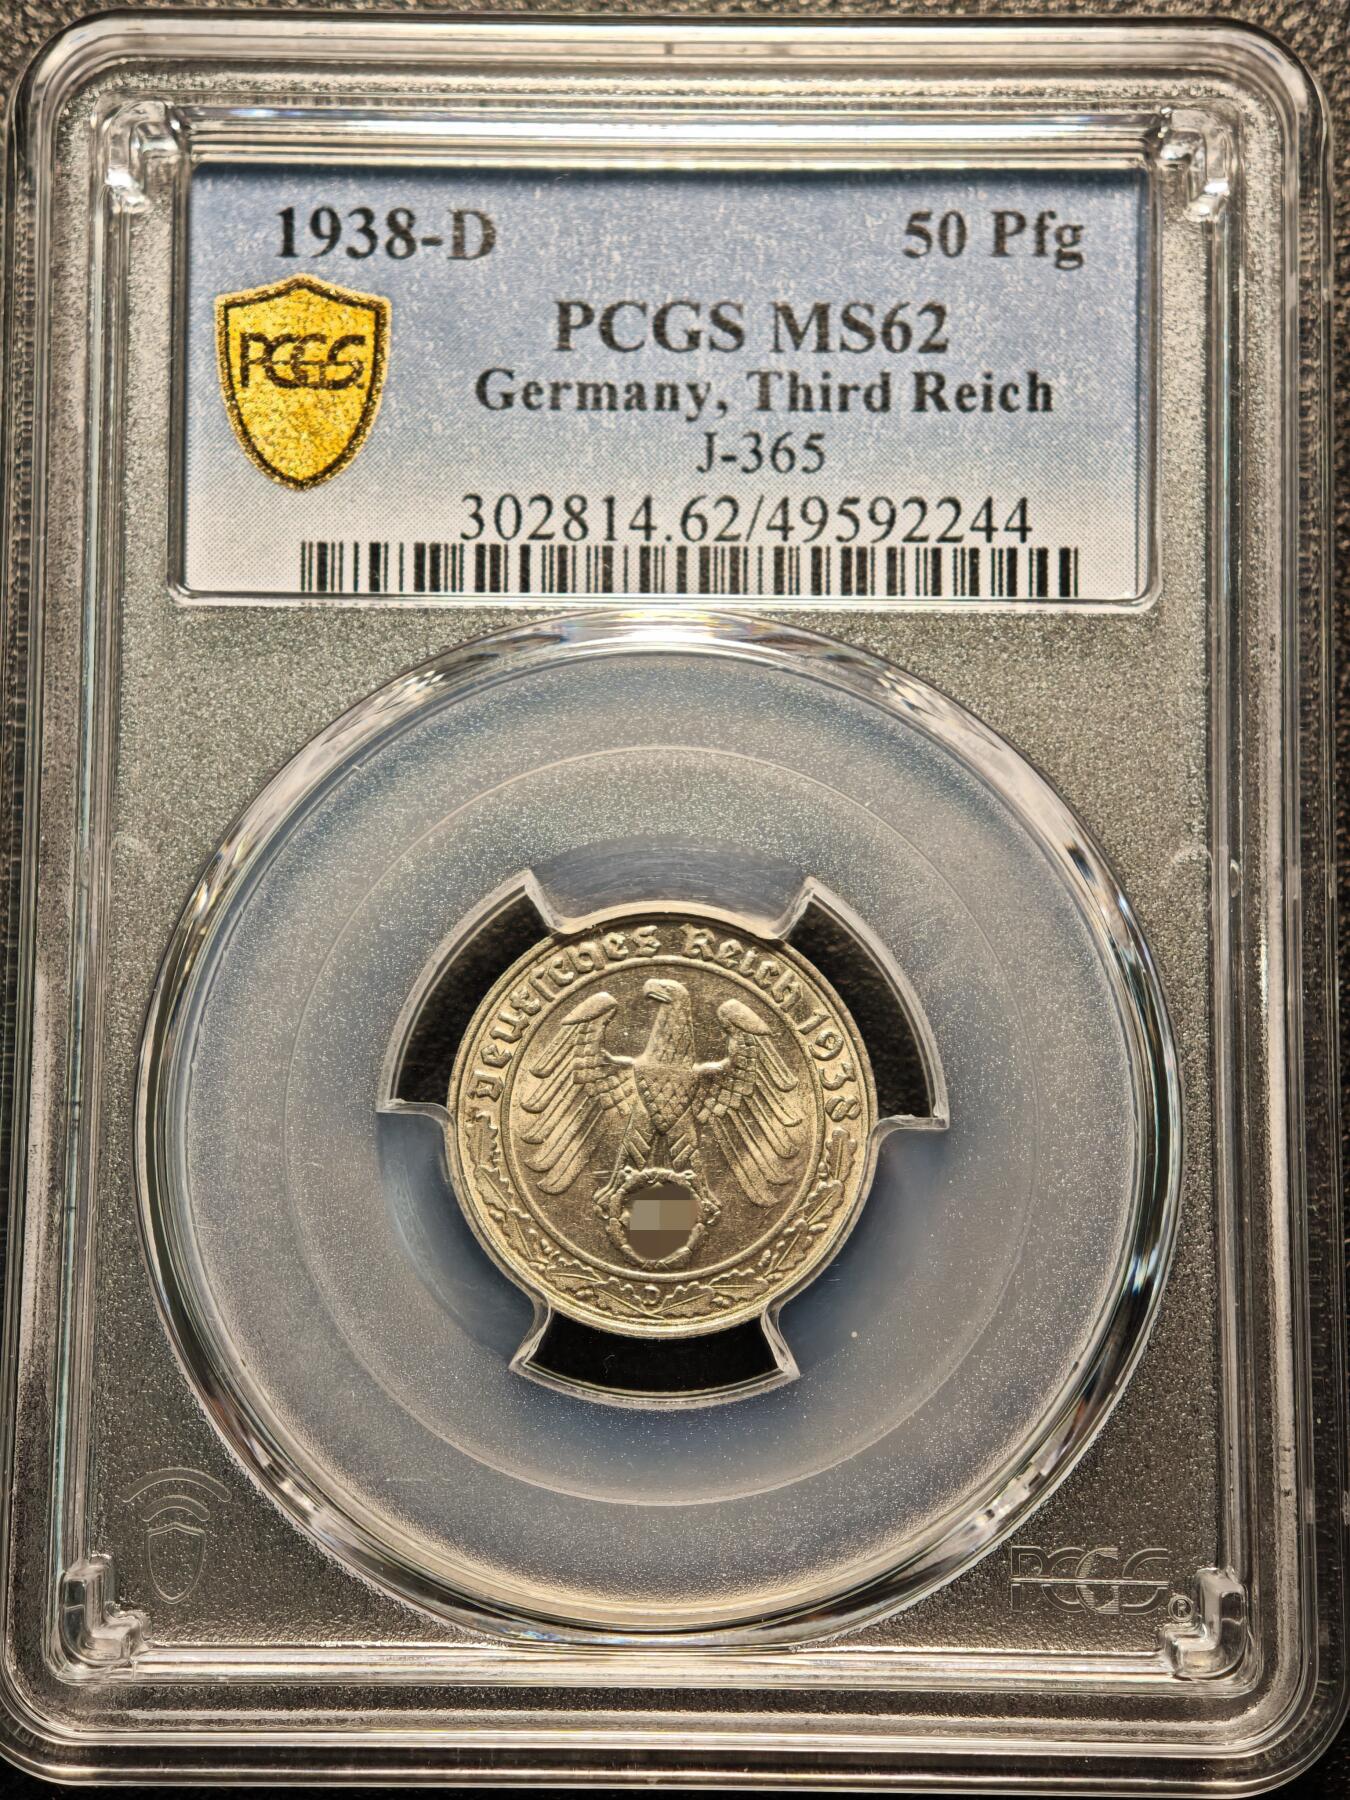 1938-D 50 Pfg
PCGS
PCGS MS62
Germany, Third Reich
J-365
302814.62/49592244
Deutsches Reich 1938
D
PCGS®